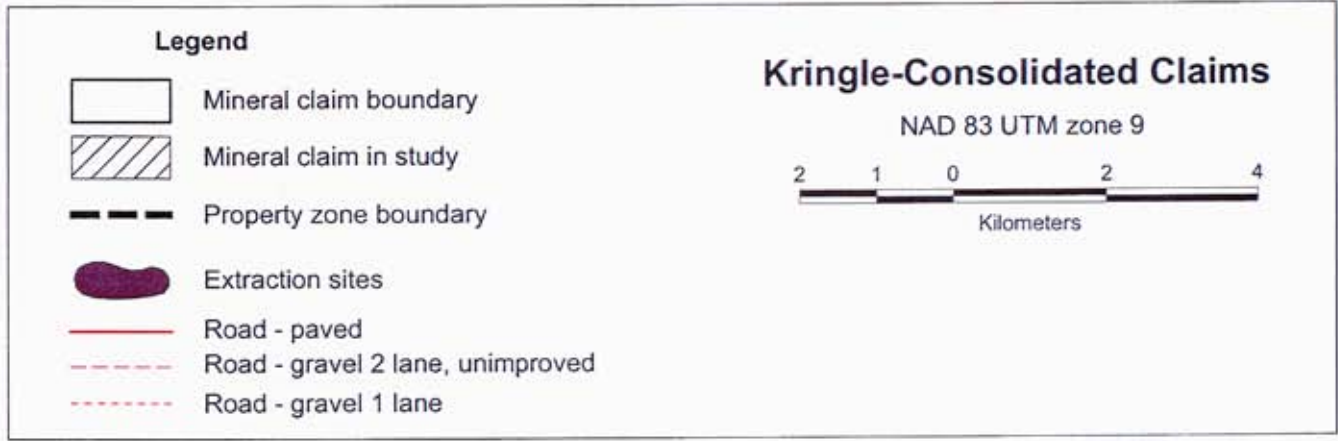 Legend
Mineral claim boundary
Mineral claim in study
Property zone boundary
Extraction sites
Road - paved
Road - gravel 2 lane, unimproved
Road - gravel 1 lane
Kringle-Consolidated Claims
NAD 83 UTM zone 9
2 1 0 2 4
Kilometers